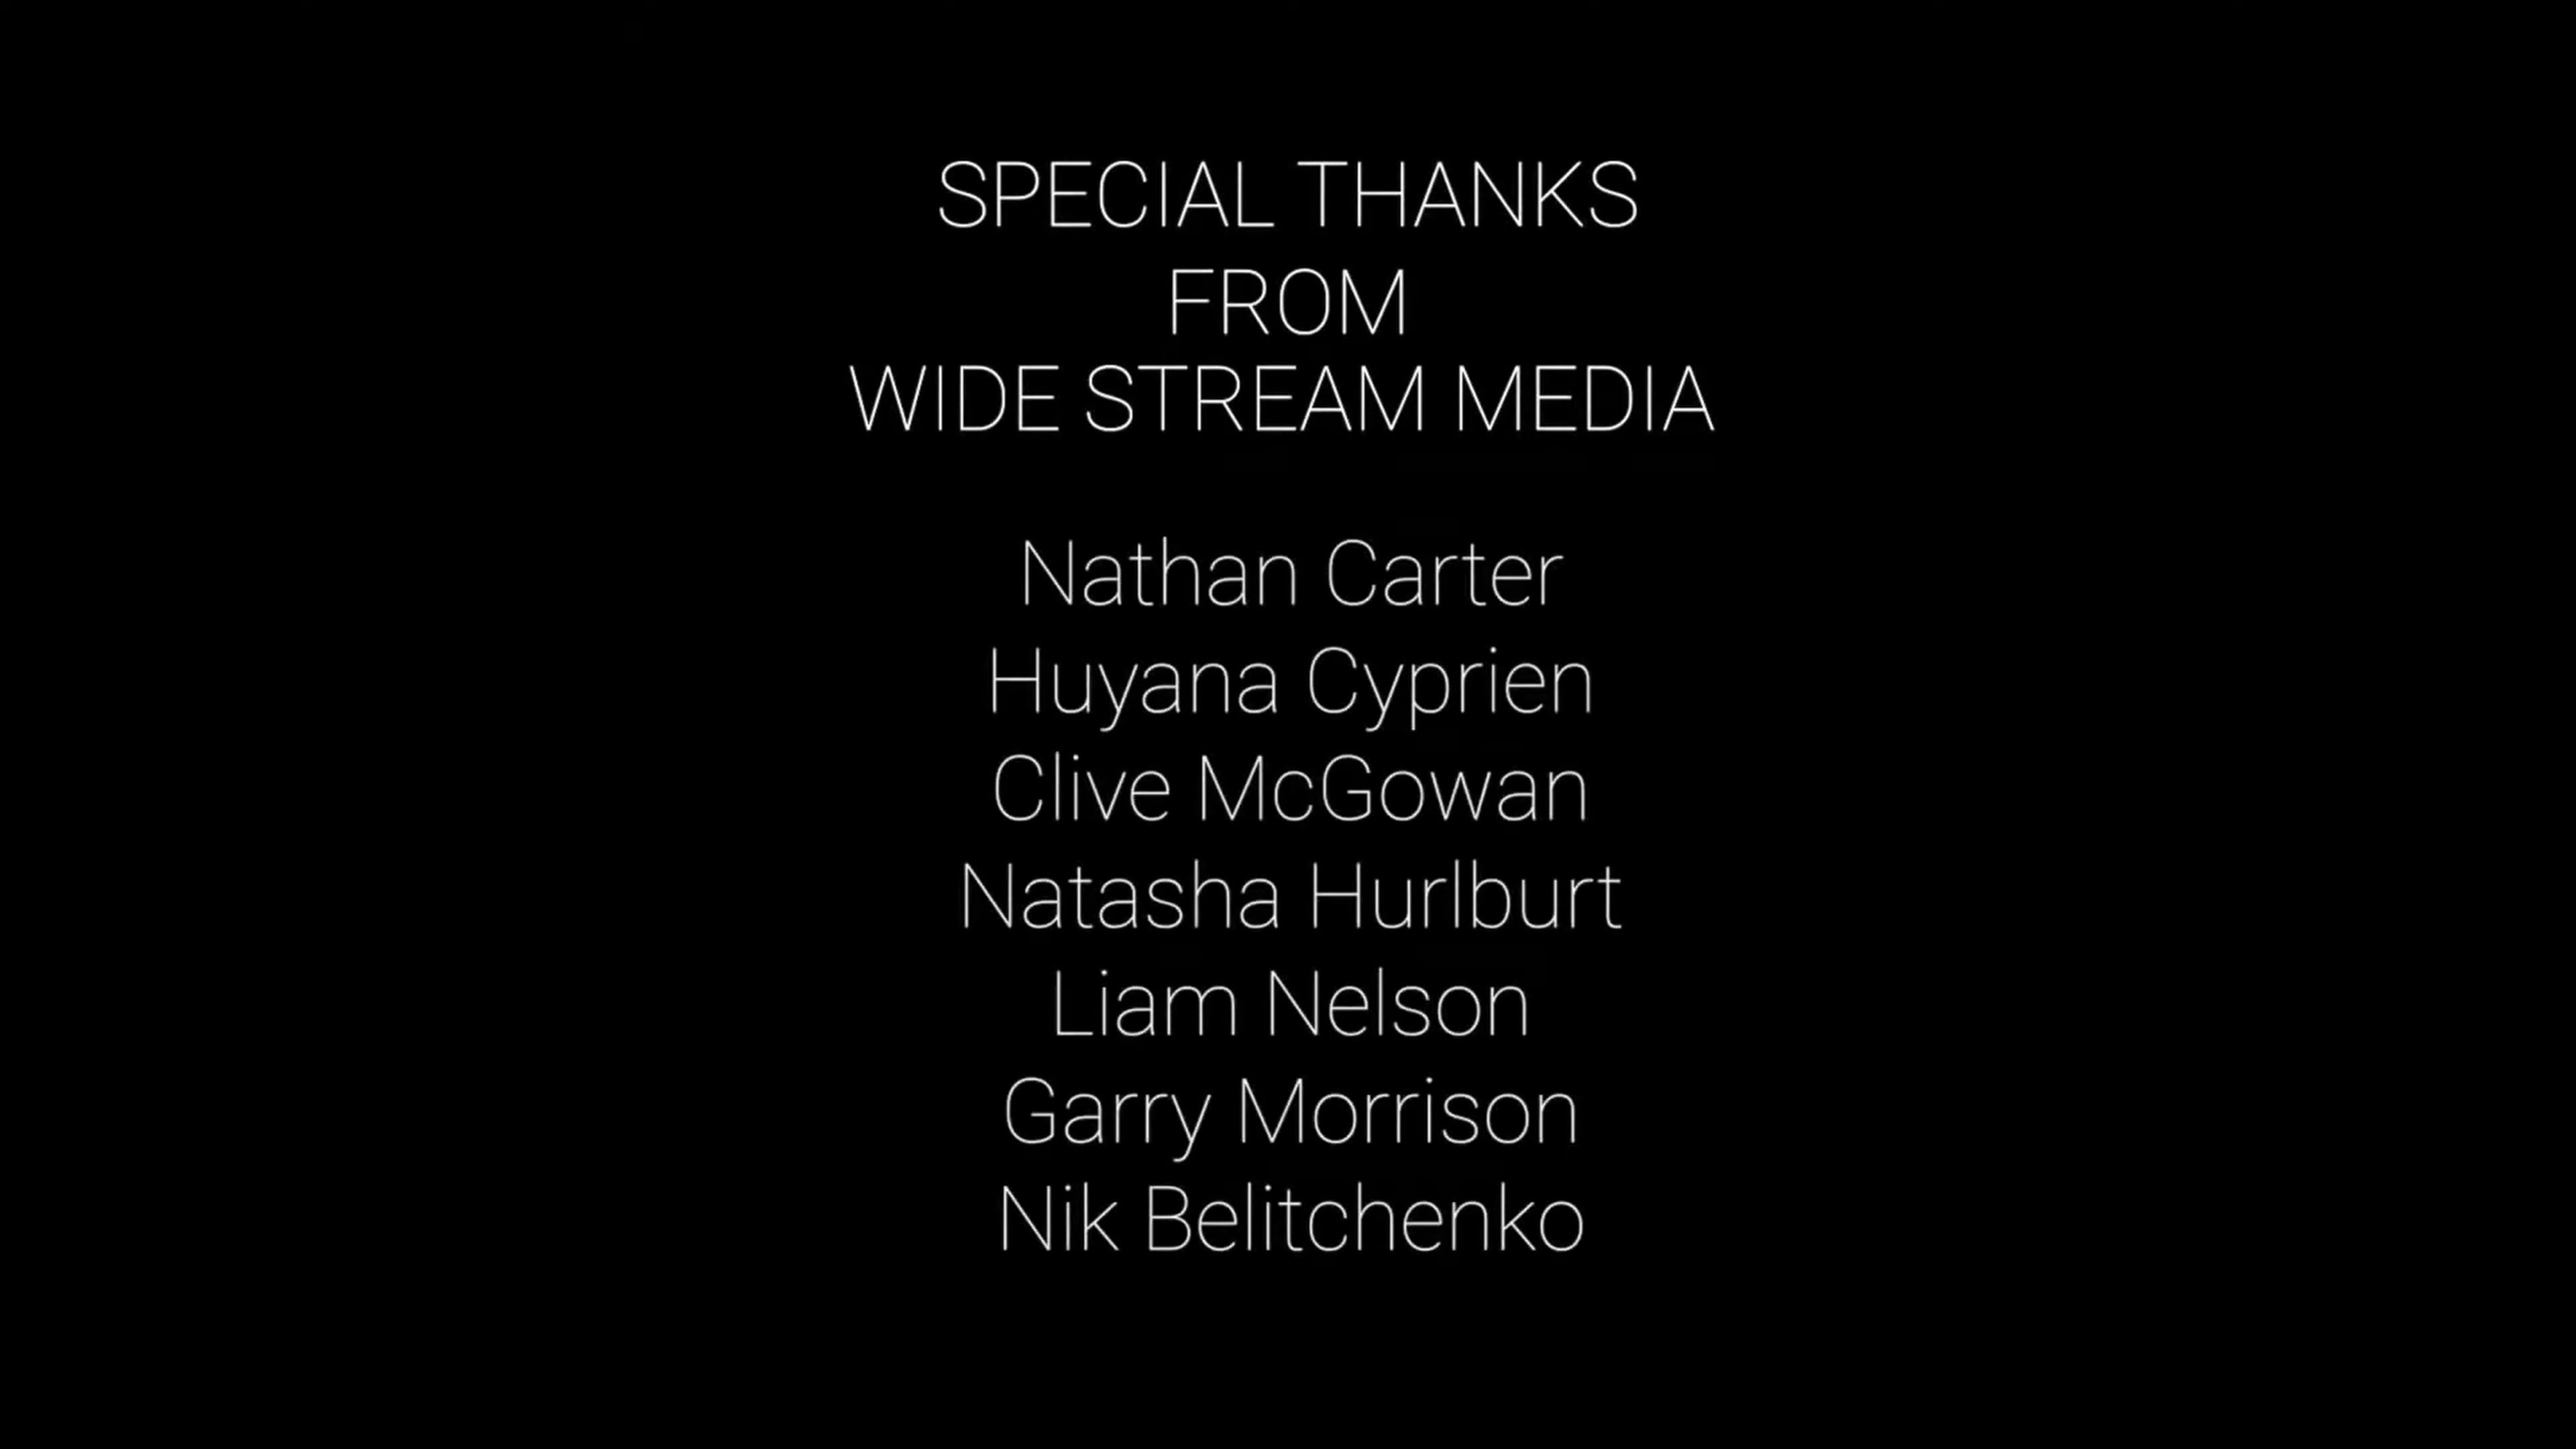 SPECIAL THANKS
FROM
WIDE STREAM MEDIA
Nathan Carter
Huyana Cyprien
Clive McGowan
Natasha Hurlburt
Liam Nelson
Garry Morrison
Nik Belitchenko